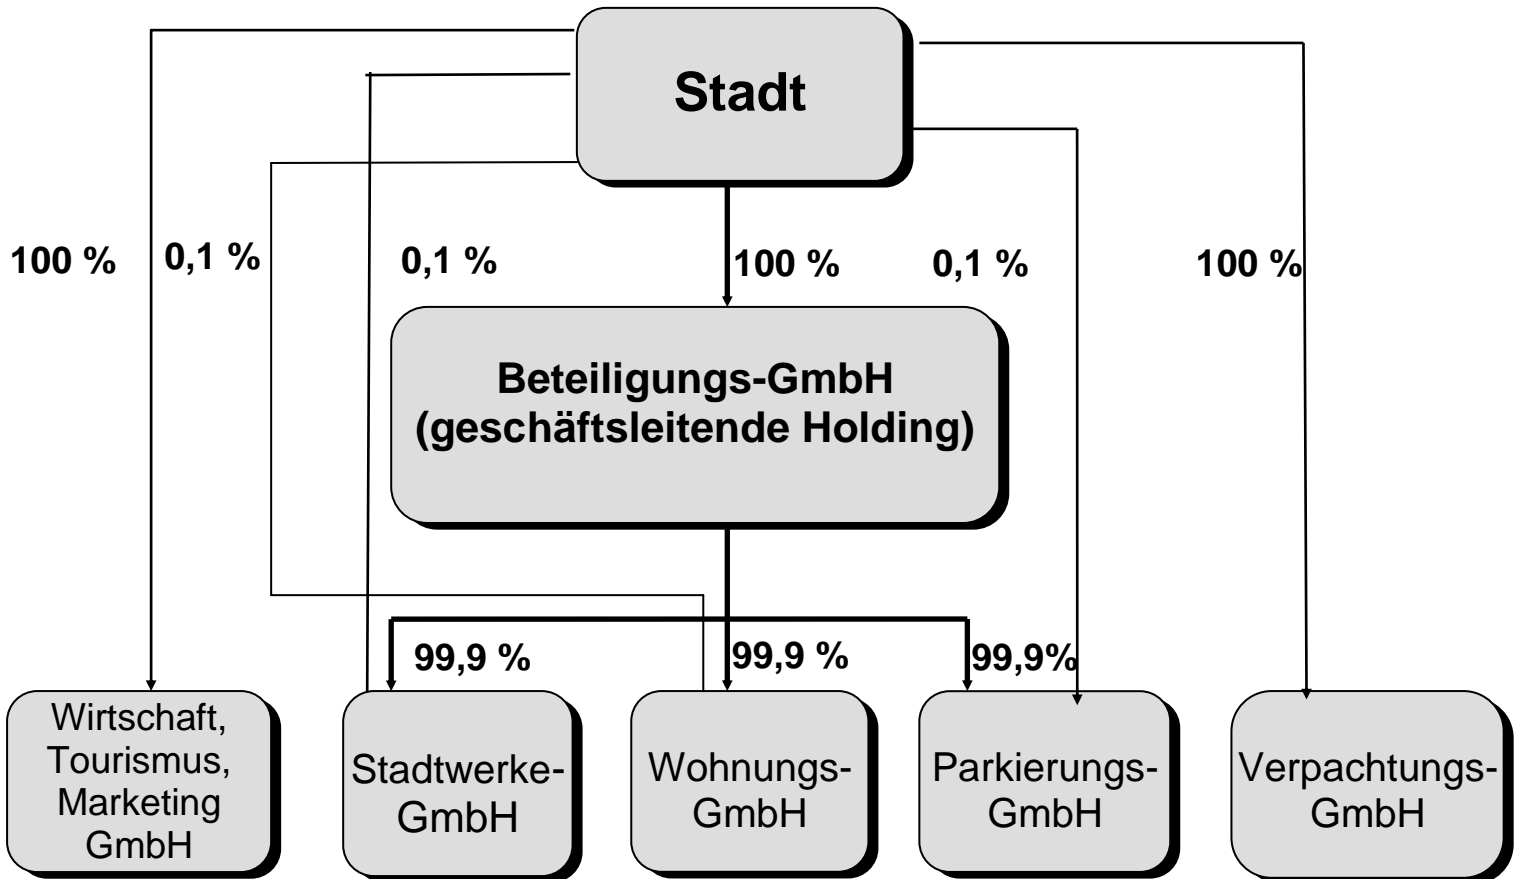 Stadt
100 %
0,1 %
0,1 %
100 %
0,1 %
100 %
Beteiligungs-GmbH
(geschäftsleitende Holding)
99,9 %
99,9 %
99,9%
Wirtschaft,
Tourismus,
Marketing
GmbH
Stadtwerke-
GmbH
Wohnungs-
GmbH
Parkierungs-
GmbH
Verpachtungs-
GmbH